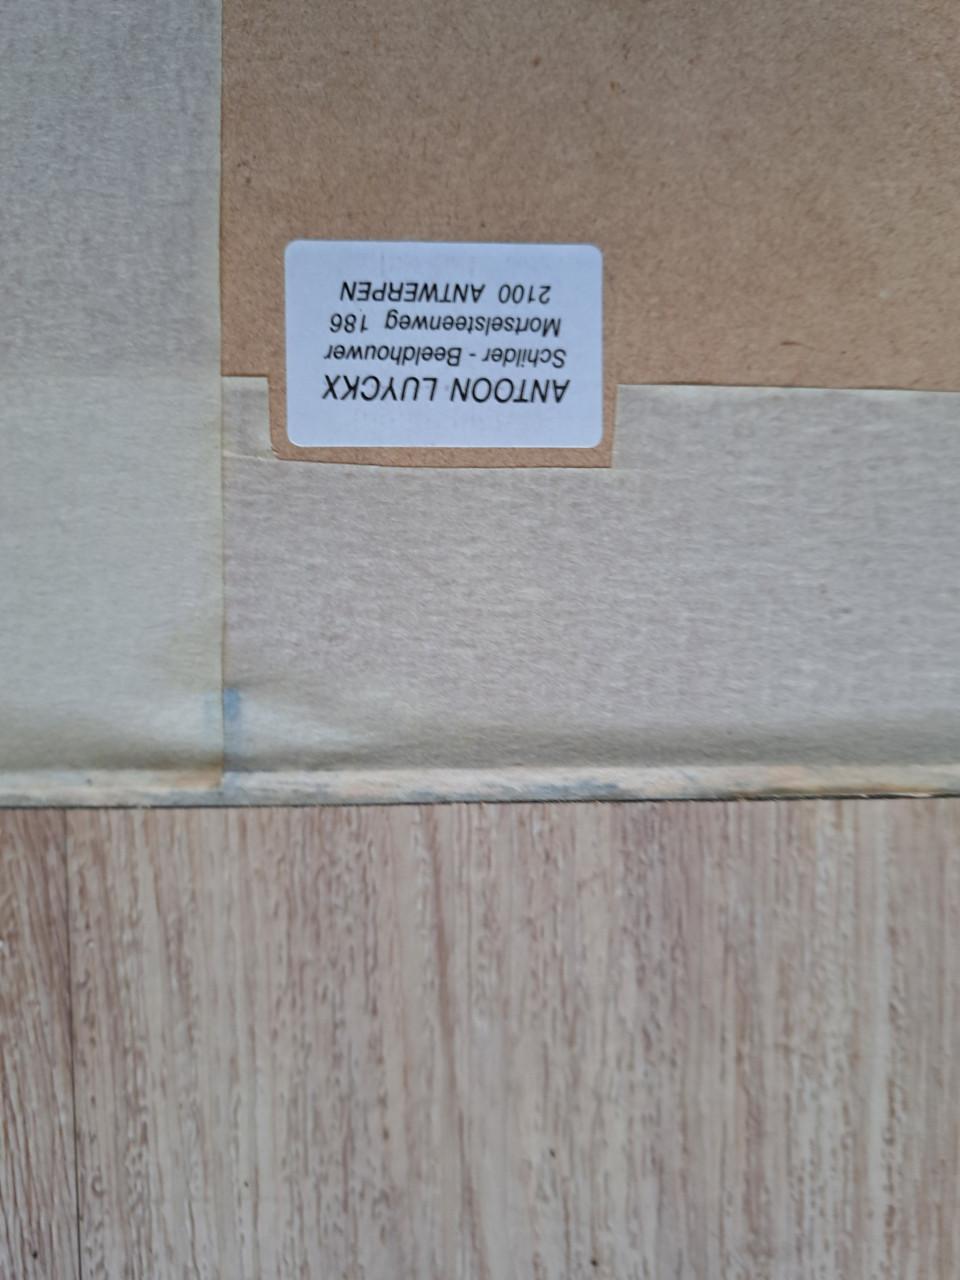 ANTOON LUYCKX
Schilder - Beeldhouwer
Mortselsteenweg 186
2100 ANTWERPEN